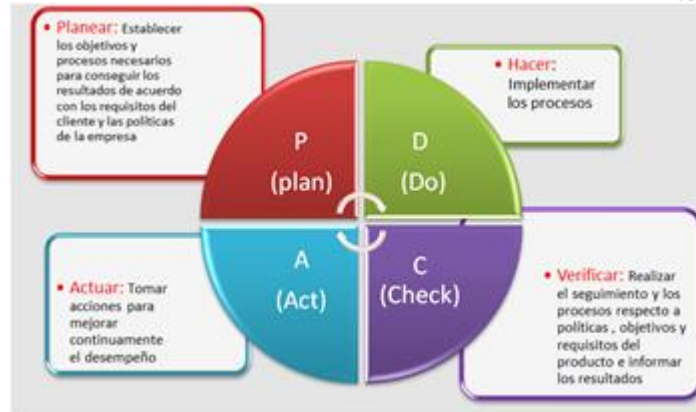 • Planear: Establecer
los objetivos y
procesos necesarios
para conseguir los
resultados de acuerdo
con los requisitos del
cliente y las políticas
de la empresa
• Hacer:
Implementar
los procesos
P
(plan)
D
(Do)
A
(Act)
C
(Check)
• Actuar: Tomar
acciones para
mejorar
continuamente
el desempeño
• Verificar: Realizar
el seguimiento y los
procesos respecto a
políticas , objetivos y
requisitos del
producto e informar
los resultados